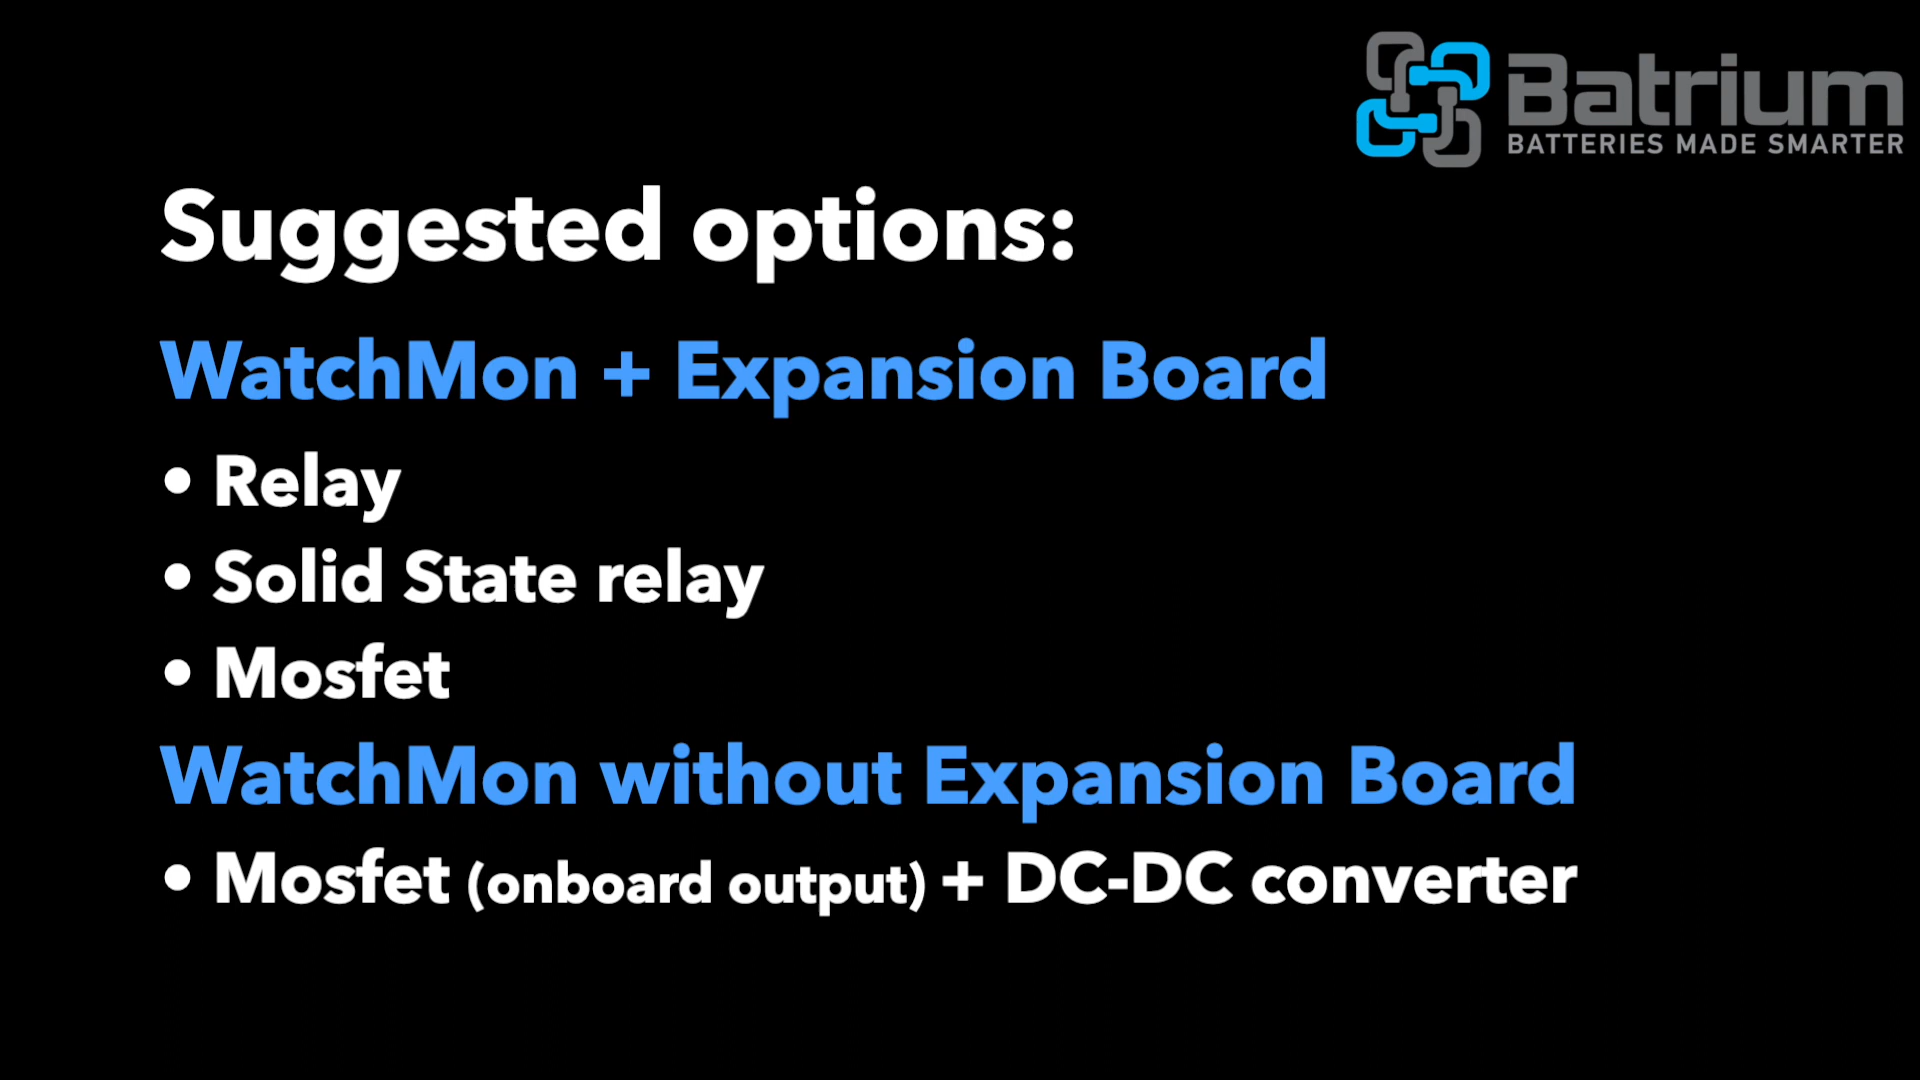 Batrium
BATTERIES MADE SMARTER
Suggested options:
WatchMon + Expansion Board
• Relay
• Solid State relay
• Mosfet
WatchMon without Expansion Board
• Mosfet (onboard output) + DC-DC converter